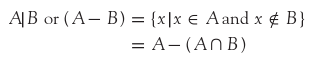 A|B or (A − B) = {x|x ∈ A and x ∉ B}
= A − (A ∩ B)